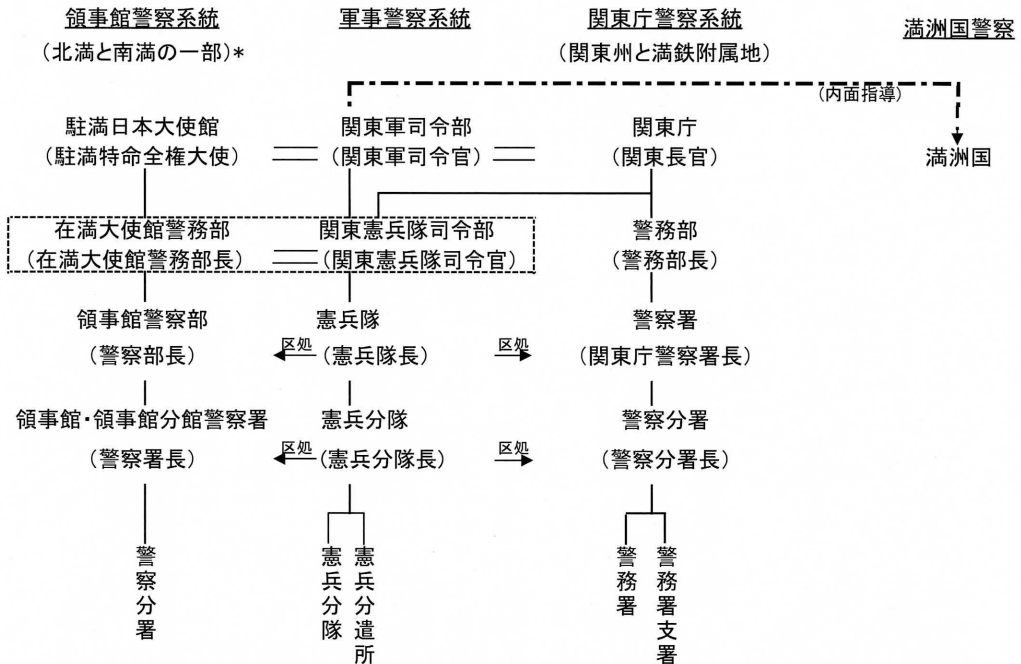 領事館警察系統
軍事警察系統
関東庁警察系統
満洲国警察
(北満と南満の一部)*
(関東州と満鉄附属地)
(内面指導)
駐満日本大使館
関東軍司令部
関東庁
(駐満特命全権大使)
(関東軍司令官)
(関東長官)
満洲国
在満大使館警務部
関東憲兵隊司令部
警務部
(在満大使館警務部長)
(関東憲兵隊司令官)
(警務部長)
領事館警察部
憲兵隊
警察署
(警察部長)
区処
(憲兵隊長)
区処
(関東庁警察署長)
領事館・領事館分館警察署
憲兵分隊
警察分署
(警察署長)
区処
(憲兵分隊長)
区処
(警察分署長)
警察分署
憲兵分隊
憲兵分遣所
警務署
警務署支署